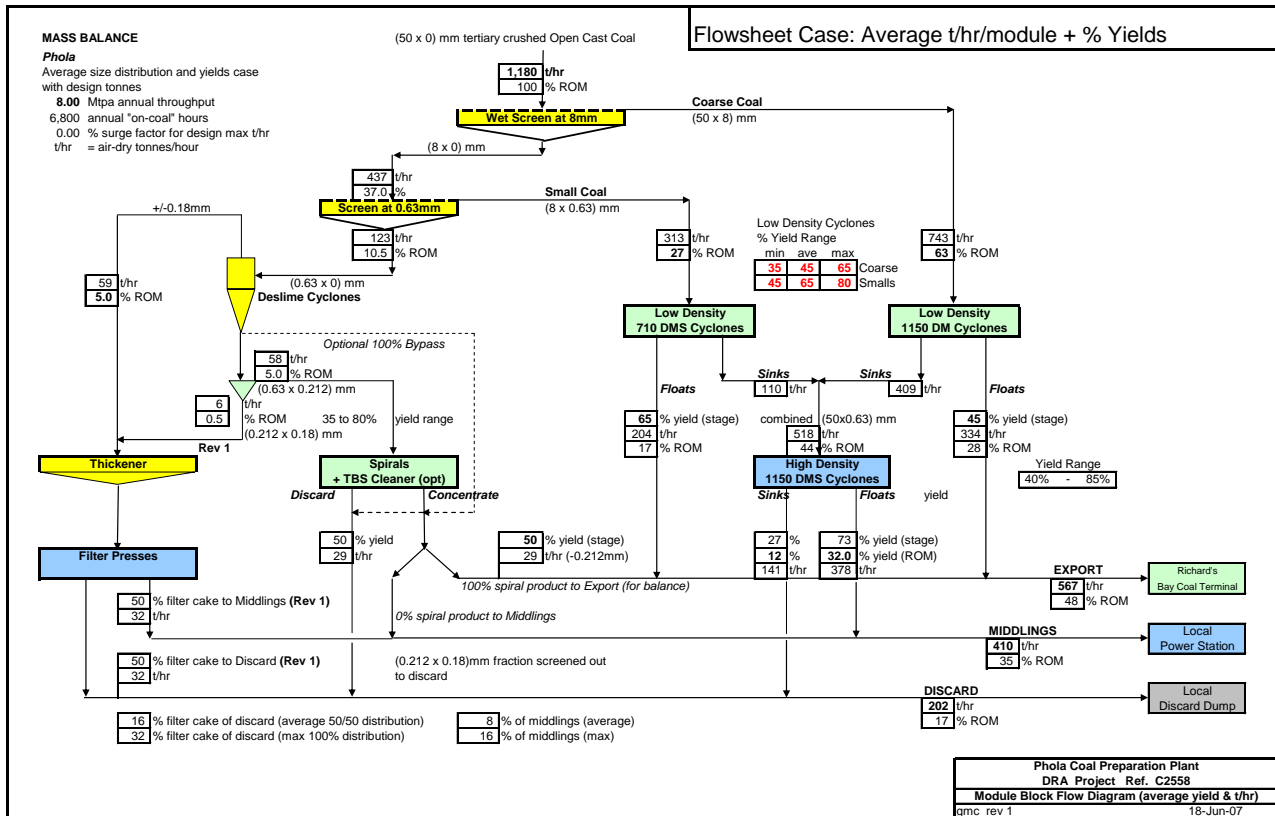 Flowsheet Case: Average t/hr/module + % Yields
MASS BALANCE
Phola
Average size distribution and yields case
with design tonnes
8.00 Mtpa annual throughput
6,800 annual "on-coal" hours
0.00 % surge factor for design max t/hr
t/hr = air-dry tonnes/hour
(50 x 0) mm tertiary crushed Open Cast Coal
1,180 t/hr
100 % ROM
Wet Screen at 8mm
Coarse Coal
(50 x 8) mm
(8 x 0) mm
437 t/hr
37.0 %
Screen at 0.63mm
Small Coal
(8 x 0.63) mm
+/-0.18mm
123 t/hr
10.5 % ROM
313 t/hr
27 % ROM
Low Density Cyclones
% Yield Range
min ave max
35 45 65 Coarse
45 65 80 Smalls
743 t/hr
63 % ROM
59 t/hr
5.0 % ROM
(0.63 x 0) mm
Deslime Cyclones
Low Density
710 DMS Cyclones
Low Density
1150 DM Cyclones
Optional 100% Bypass
58 t/hr
5.0 % ROM
(0.63 x 0.212) mm
6 t/hr
0.5 % ROM
(0.212 x 0.18) mm
35 to 80% yield range
Rev 1
Floats
Sinks
110 t/hr
Sinks
409 t/hr
Floats
65 % yield (stage)
204 t/hr
17 % ROM
combined (50x0.63) mm
518 t/hr
44 % ROM
45 % yield (stage)
334 t/hr
28 % ROM
Thickener
Spirals
+ TBS Cleaner (opt)
Discard
Concentrate
High Density
1150 DMS Cyclones
Sinks
Floats
yield
Yield Range
40% - 85%
Filter Presses
50 % yield
29 t/hr
50 % yield (stage)
29 t/hr (-0.212mm)
27 %
12 %
141 t/hr
73 % yield (stage)
32.0 % yield (ROM)
378 t/hr
100% spiral product to Export (for balance)
EXPORT
567 t/hr
48 % ROM
Richard's
Bay Coal Terminal
50 % filter cake to Middlings (Rev 1)
32 t/hr
0% spiral product to Middlings
MIDDLINGS
410 t/hr
35 % ROM
Local
Power Station
50 % filter cake to Discard (Rev 1)
32 t/hr
(0.212 x 0.18)mm fraction screened out
to discard
DISCARD
202 t/hr
17 % ROM
Local
Discard Dump
16 % filter cake of discard (average 50/50 distribution)
32 % filter cake of discard (max 100% distribution)
8 % of middlings (average)
16 % of middlings (max)
Phola Coal Preparation Plant
DRA Project Ref. C2558
Module Block Flow Diagram (average yield & t/hr)
gmc rev 1 18-Jun-07